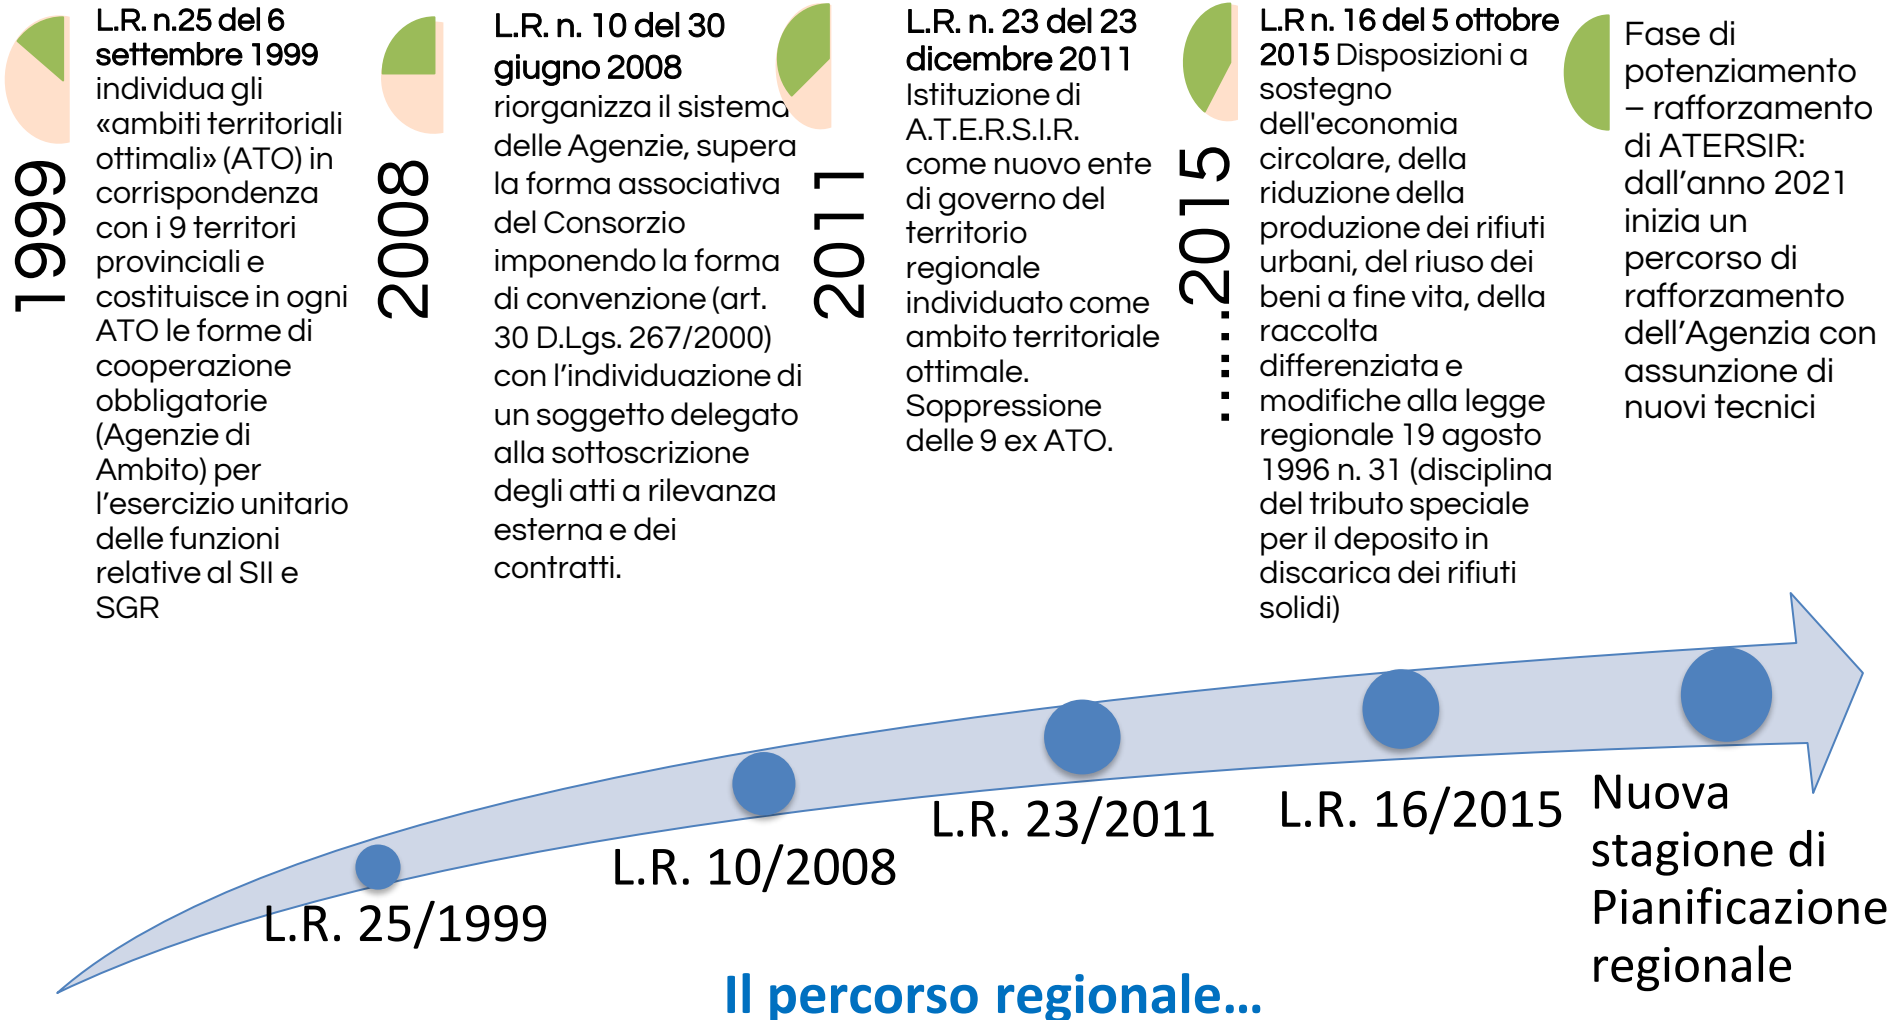 1999
L.R. n.25 del 6
settembre 1999
individua gli
«ambiti territoriali
ottimali» (ATO) in
corrispondenza
con i 9 territori
provinciali e
costituisce in ogni
ATO le forme di
cooperazione
obbligatorie
(Agenzie di
Ambito) per
l’esercizio unitario
delle funzioni
relative al SII e
SGR
2008
L.R. n. 10 del 30
giugno 2008
riorganizza il sistema
delle Agenzie, supera
la forma associativa
del Consorzio
imponendo la forma
di convenzione (art.
30 D.Lgs. 267/2000)
con l’individuazione di
un soggetto delegato
alla sottoscrizione
degli atti a rilevanza
esterna e dei
contratti.
2011
L.R. n. 23 del 23
dicembre 2011
Istituzione di
A.T.E.R.S.I.R.
come nuovo ente
di governo del
territorio
regionale
individuato come
ambito territoriale
ottimale.
Soppressione
delle 9 ex ATO.
......2015
L.R n. 16 del 5 ottobre
2015 Disposizioni a
sostegno
dell'economia
circolare, della
riduzione della
produzione dei rifiuti
urbani, del riuso dei
beni a fine vita, della
raccolta
differenziata e
modifiche alla legge
regionale 19 agosto
1996 n. 31 (disciplina
del tributo speciale
per il deposito in
discarica dei rifiuti
solidi)
Fase di
potenziamento
– rafforzamento
di ATERSIR:
dall’anno 2021
inizia un
percorso di
rafforzamento
dell’Agenzia con
assunzione di
nuovi tecnici
L.R. 25/1999
L.R. 10/2008
L.R. 23/2011
L.R. 16/2015
Nuova
stagione di
Pianificazione
regionale
Il percorso regionale…